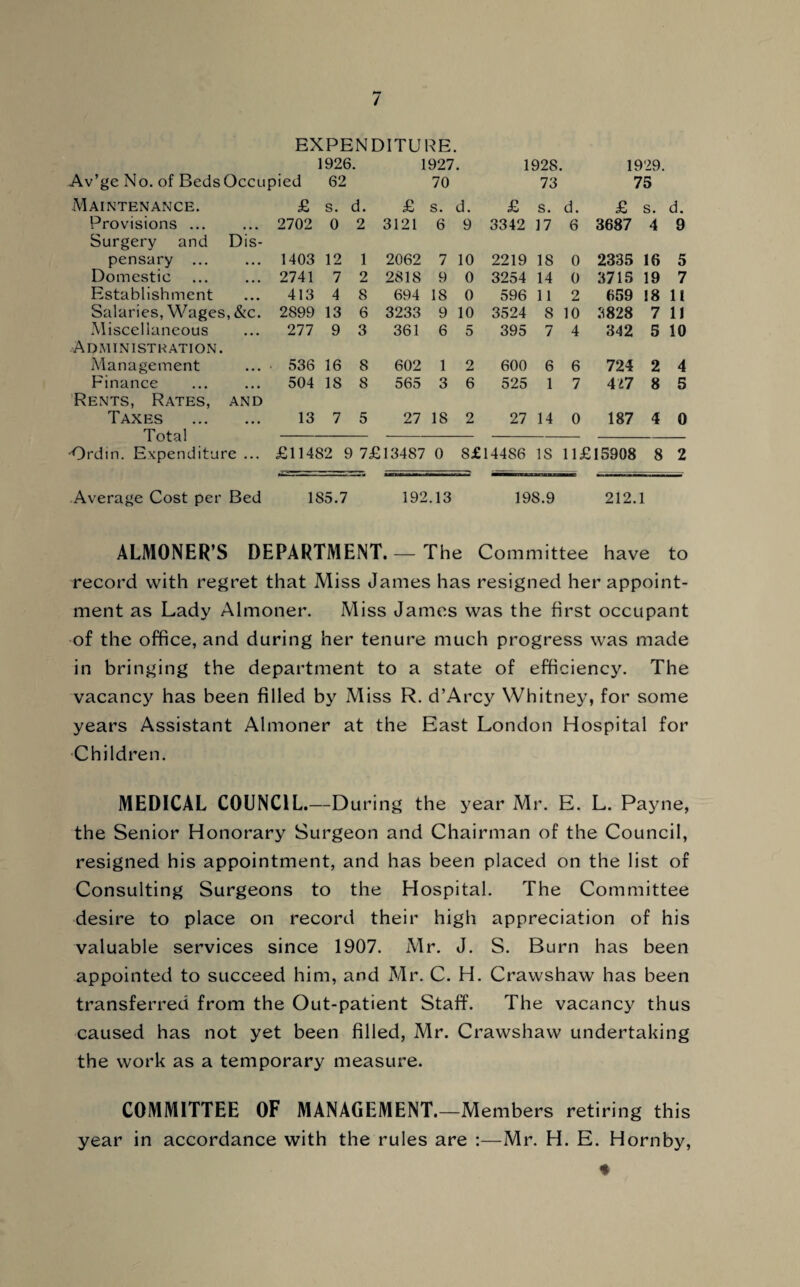 7
EXPENDITURE.
1926. 1927. 1928. 1929.
Av’ge No. of Beds Occupied 62 70 73 75
MAINTENANCE. £ s. d. £ s. d. £ s. d. £ s. d.
Provisions ... ... 2702 0 2 3121 6 9 3342 17 6 3687 4 9
Surgery and Dis-
pensary ... ... 1403 12 1 2062 7 10 2219 18 0 2335 16 5
Domestic ... ... 2741 7 2 2818 9 0 3254 14 0 3715 19 7
Establishment ... 413 4 8 694 18 0 596 11 2 659 18 11
Salaries, Wages, &c. 2899 13 6 3233 9 10 3524 8 10 3828 7 11
Miscellaneous ... 277 9 3 361 6 5 395 7 4 342 5 10
ADMINISTRATION.
Management ... 536 16 8 602 1 2 600 6 6 724 2 4
Finance ... ... 504 18 8 565 3 6 525 1 7 427 8 5
RENTS, RATES, AND
TAXES ... ... 13 7 5 27 18 2 27 14 0 187 4 0
Total
Ordin. Expenditure ... £11482 9 7 £13487 0 8 £14486 18 11 £15908 8 2
Average Cost per Bed 185.7 192.13 198.9 212.1
ALMONER’S DEPARTMENT. — The Committee have to
record with regret that Miss James has resigned her appoint-
ment as Lady Almoner. Miss James was the first occupant
of the office, and during her tenure much progress was made
in bringing the department to a state of efficiency. The
vacancy has been filled by Miss R. d’Arcy Whitney, for some
years Assistant Almoner at the East London Hospital for
Children.
MEDICAL COUNCIL.—During the year Mr. E. L. Payne,
the Senior Honorary Surgeon and Chairman of the Council,
resigned his appointment, and has been placed on the list of
Consulting Surgeons to the Hospital. The Committee
desire to place on record their high appreciation of his
valuable services since 1907. Mr. J. S. Burn has been
appointed to succeed him, and Mr. C. H. Crawshaw has been
transferred from the Out-patient Staff. The vacancy thus
caused has not yet been filled, Mr. Crawshaw undertaking
the work as a temporary measure.
COMMITTEE OF MANAGEMENT.—Members retiring this
year in accordance with the rules are :—Mr. H. E. Hornby,